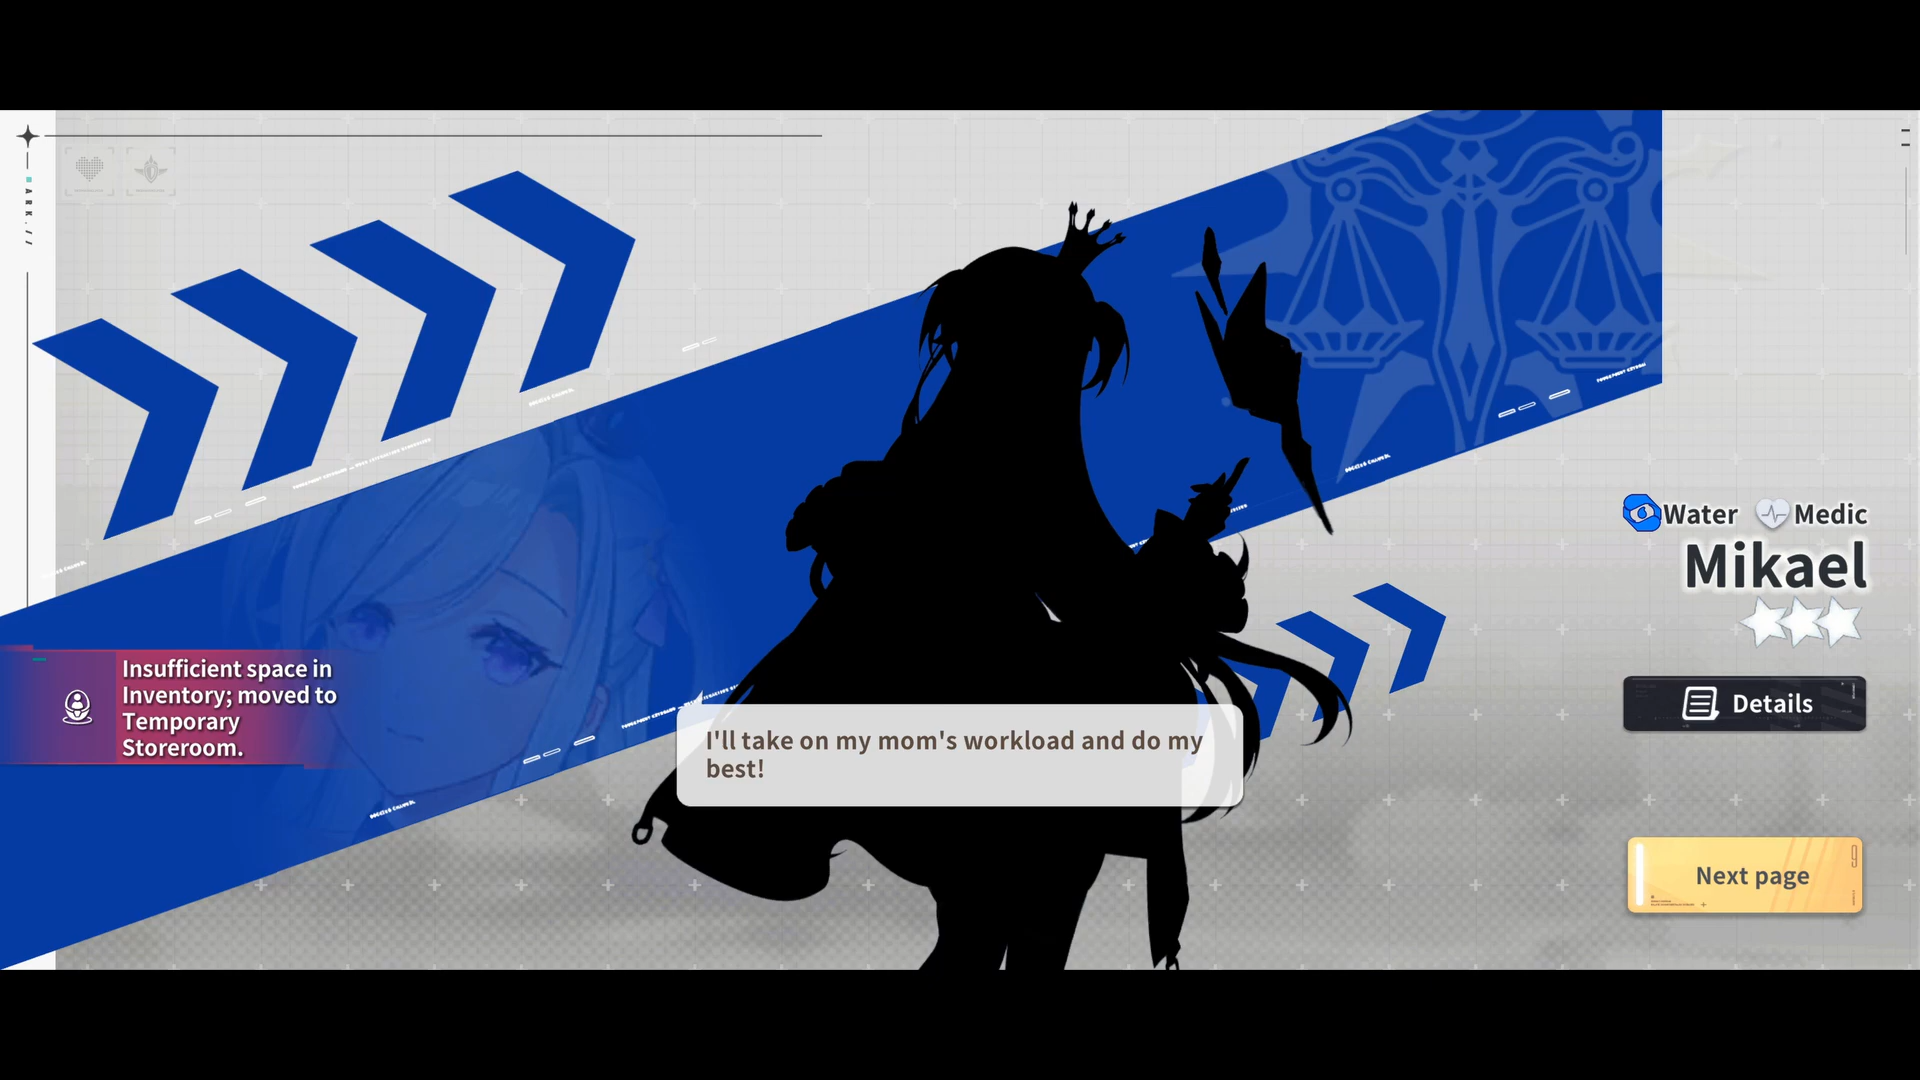 ARK.//
Water
Medic
Mikael
Insufficient space in
Inventory; moved to
Temporary
Storeroom.
Details
I'll take on my mom's workload and do my
best!
Next page